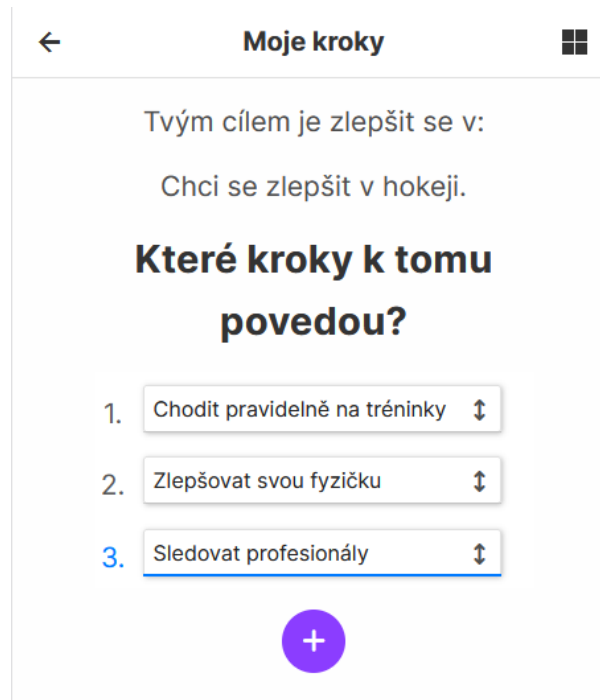 Moje kroky
Tvým cílem je zlepšit se v:
Chci se zlepšit v hokeji.
Které kroky k tomu
povedou?
1. Chodit pravidelně na tréninky
2. Zlepšovat svou fyzičku
3. Sledovat profesionály